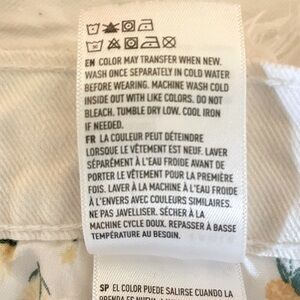 EN COLOR MAY TRANSFER WHEN NEW.
WASH ONCE SEPARATELY IN COLD WATER
BEFORE WEARING. MACHINE WASH COLD
INSIDE OUT WITH LIKE COLORS. DO NOT
BLEACH. TUMBLE DRY LOW. COOL IRON
IF NEEDED.
FR LA COULEUR PEUT DÉTEINDRE
LORSQUE LE VÊTEMENT EST NEUF. LAVER
SÉPARÉMENT À L'EAU FROIDE AVANT DE
PORTER LE VÊTEMENT POUR LA PREMIÈRE
FOIS. LAVER À LA MACHINE À L'EAU FROIDE
À L'ENVERS AVEC COULEURS SIMILAIRES.
NE PAS JAVELLISER. SÉCHER À LA
MACHINE CYCLE DOUX. REPASSER À BASSE
TEMPÉRATURE AU BESOIN.
SP EL COLOR PUEDE SALIRSE CUANDO LA